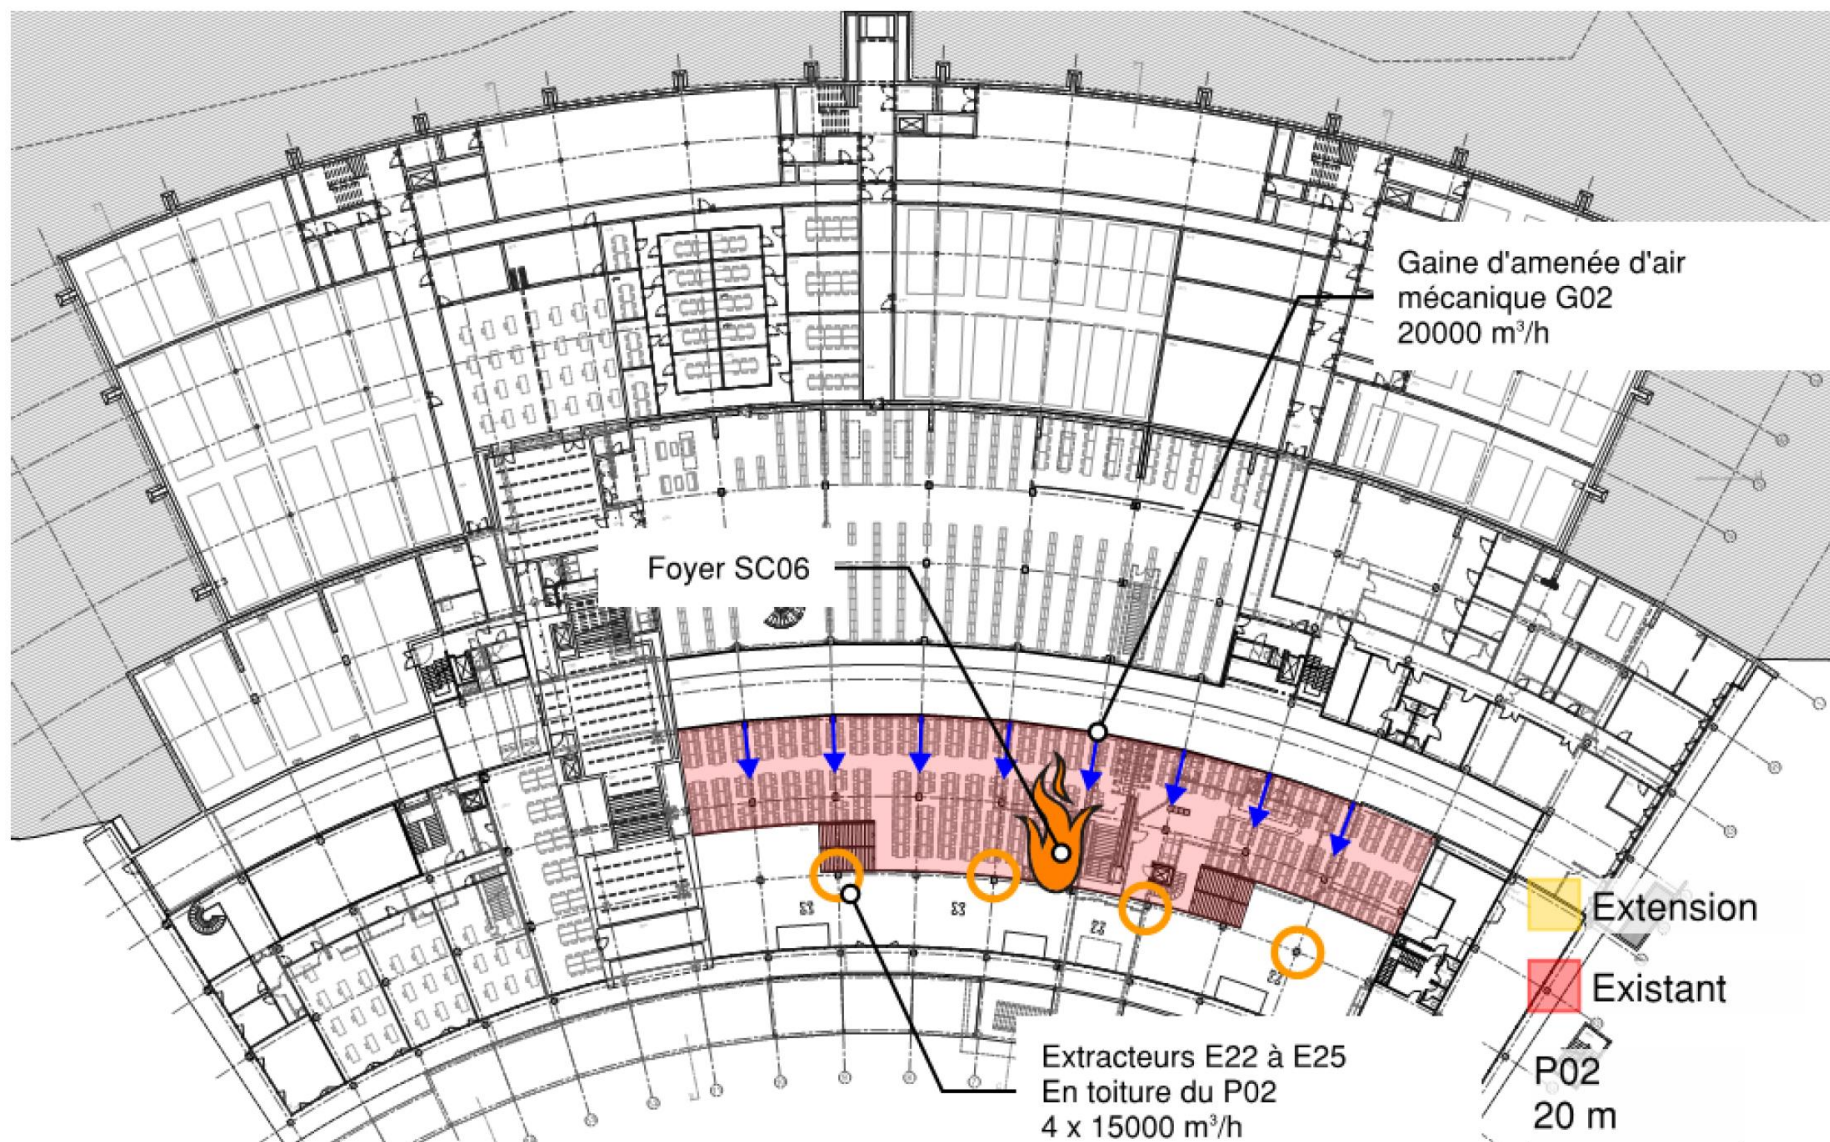 Gaine d'amenée d'air
mécanique G02
20000 m³/h
Foyer SC06
Extension
Existant
Extracteurs E22 à E25
En toiture du P02
4 x 15000 m³/h
P02
20 m